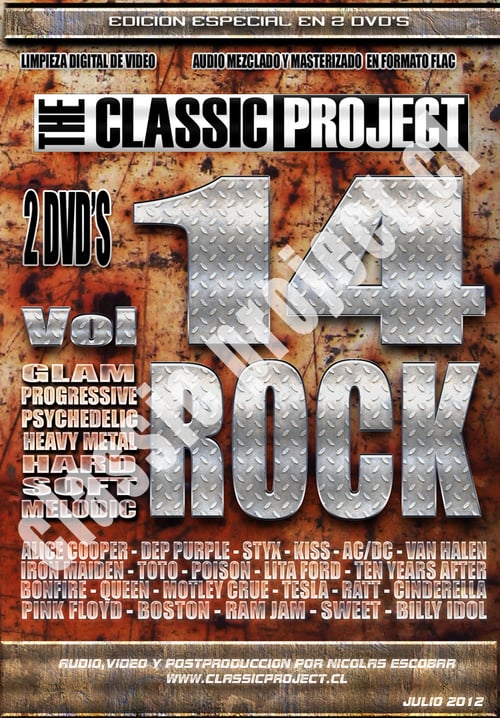 EDICION ESPECIAL EN 2 DVD'S
LIMPIEZA DIGITAL DE VIDEO AUDIO MEZCLADO Y MASTERIZADO EN FORMATO FLAC
THE CLASSIC PROJECT
2 DVD'S
14
Vol
ROCK
GLAM
PROGRESSIVE
PSYCHEDELIC
HEAVY METAL
HARD
SOFT
MELODIC
classic project.cl
ALICE COOPER - DEP PURPLE - STYX - KISS - AC/DC - VAN HALEN
IRON MAIDEN - TOTO - POISON - LITA FORD - TEN YEARS AFTER
BONFIRE - QUEEN - MOTLEY CRUE - TESLA - RATT - CINDERELLA
PINK FLOYD - BOSTON - RAM JAM - SWEET - BILLY IDOL
AUDIO,VIDEO Y POSTPRODUCCION POR NICOLAS ESCOBAR
WWW.CLASSICPROJECT.CL
JULIO 2012